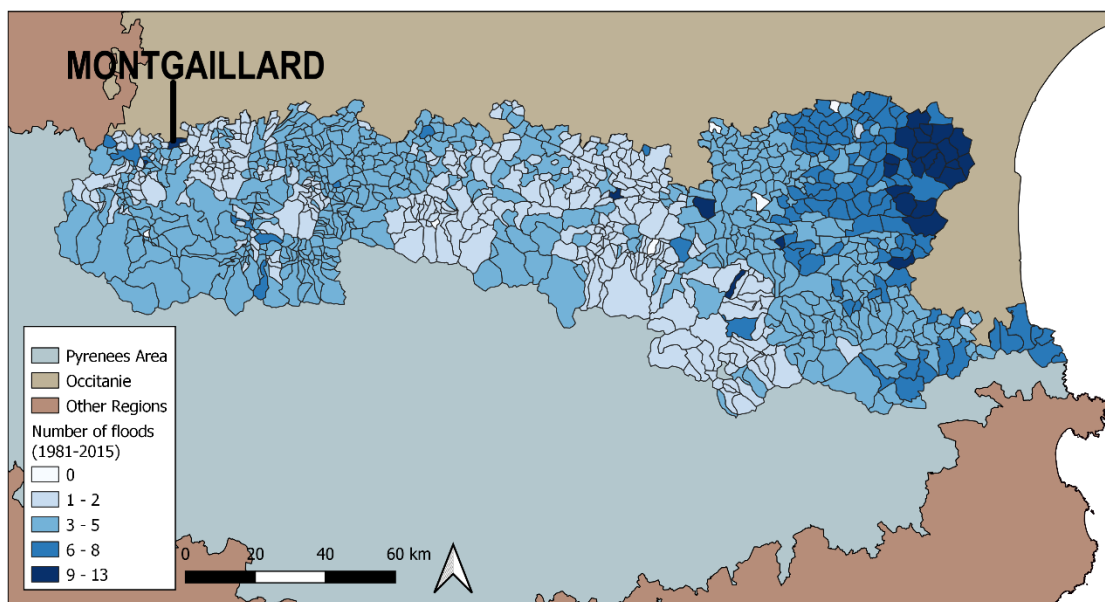 MONTGAILLARD
Pyrenees Area
Occitanie
Other Regions
Number of floods
(1981-2015)
0
1 - 2
3 - 5
6 - 8
9 - 13
0 20 40 60 km